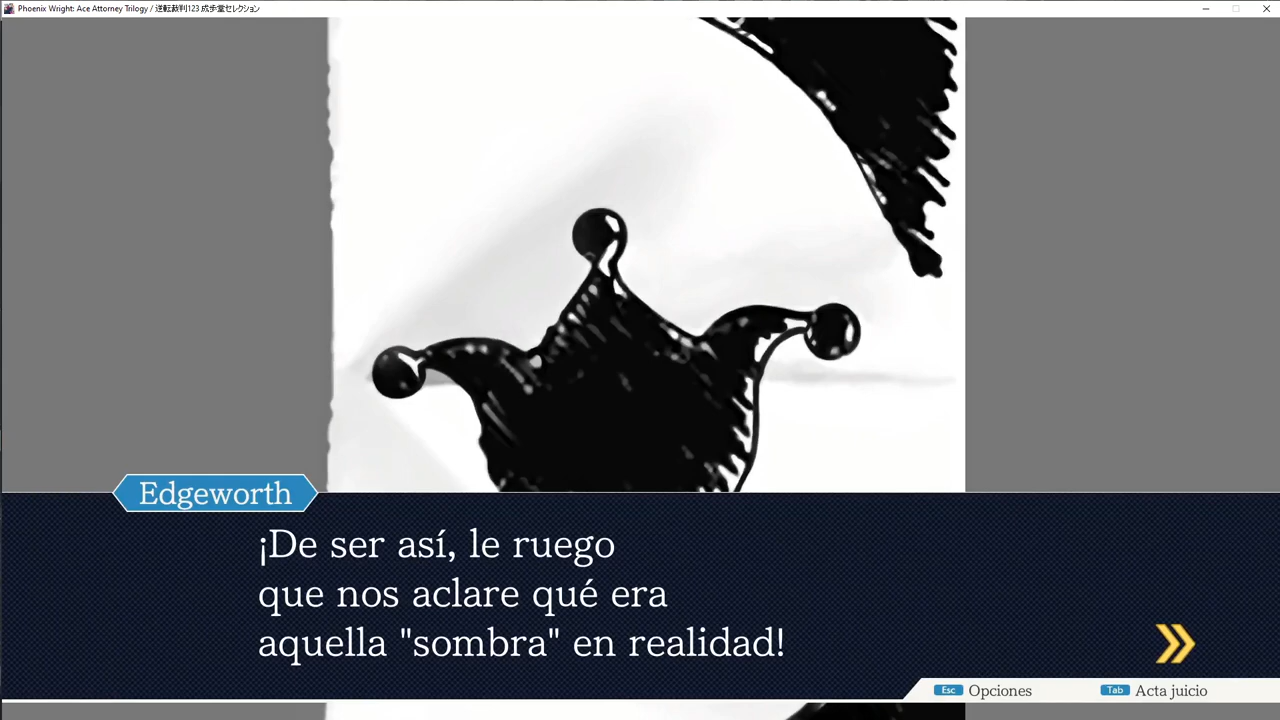 Phoenix Wright: Ace Attorney Trilogy / 逆転裁判123 成歩堂セレクション
Edgeworth
¡De ser así, le ruego
que nos aclare qué era
aquella "sombra" en realidad!
Esc Opciones Tab Acta juicio